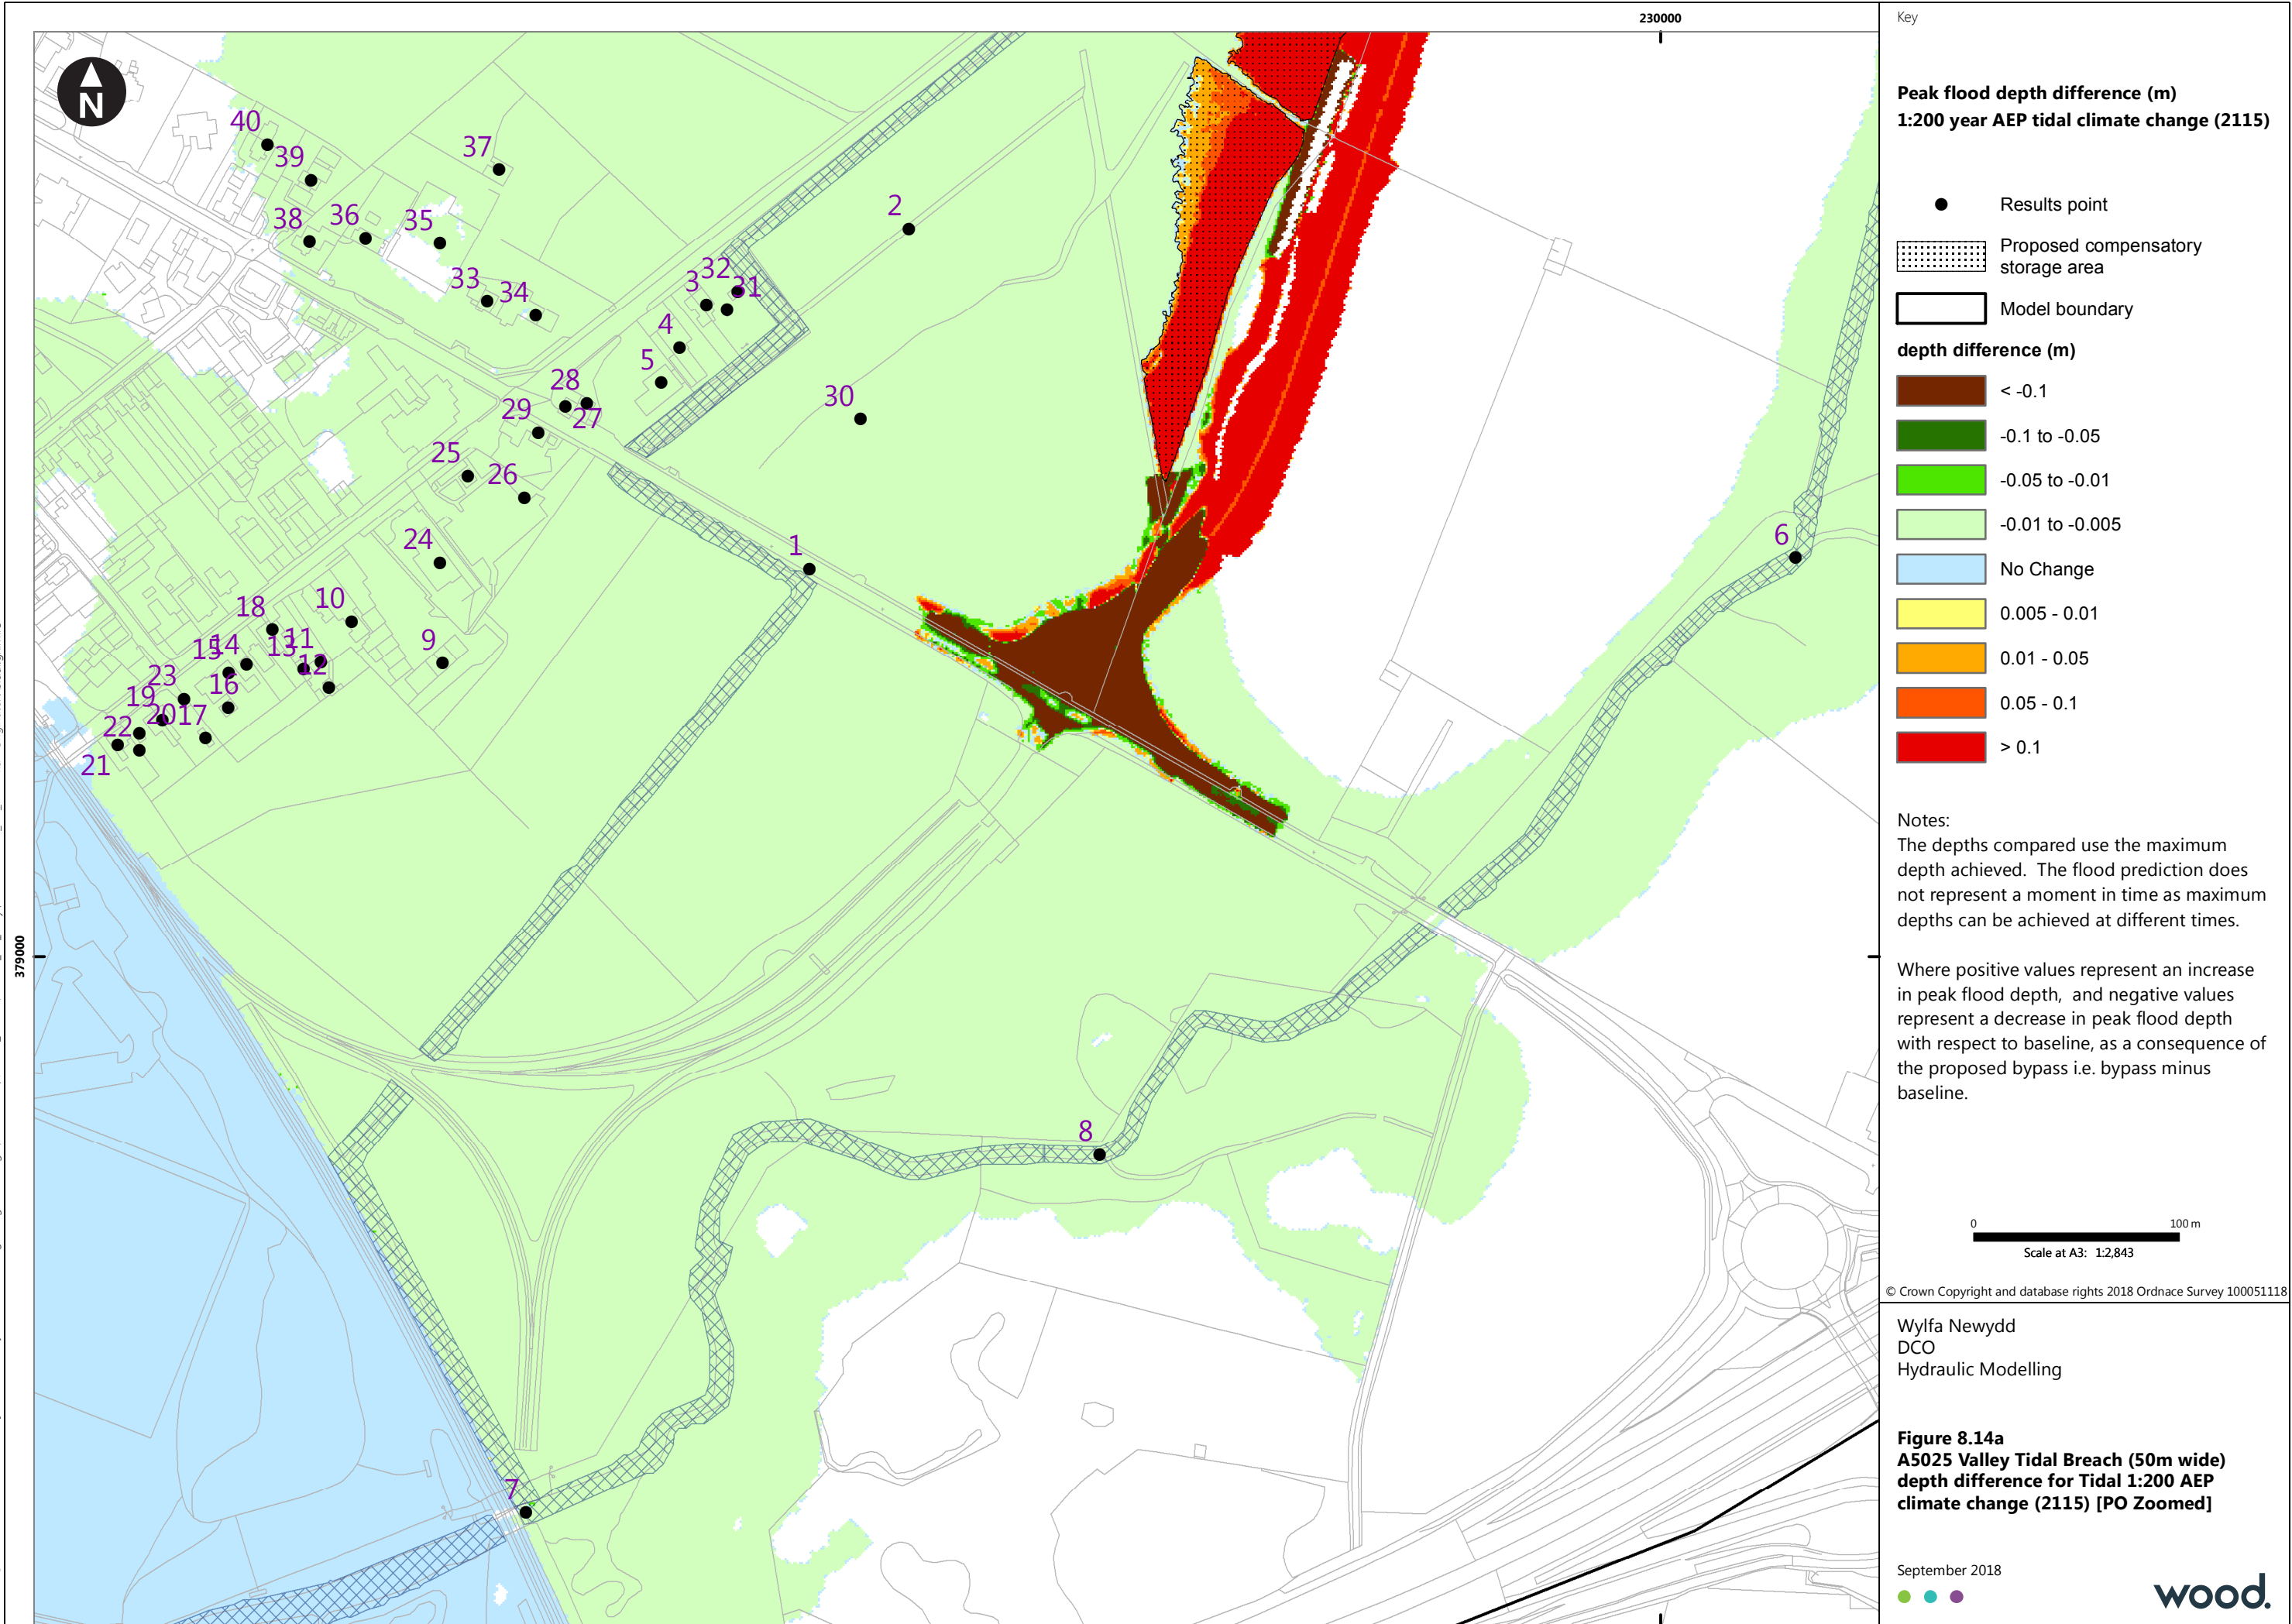 230000
379000
N
40
39
37
38
36
35
2
33
34
3
32
31
4
5
28
27
29
30
25
26
24
1
6
18
10
15
14
13
11
12
9
23
16
19
20
17
22
21
8
7
Key
Peak flood depth difference (m)
1:200 year AEP tidal climate change (2115)
Results point
Proposed compensatory
storage area
Model boundary
depth difference (m)
< -0.1
-0.1 to -0.05
-0.05 to -0.01
-0.01 to -0.005
No Change
0.005 - 0.01
0.01 - 0.05
0.05 - 0.1
> 0.1
Notes:
The depths compared use the maximum
depth achieved. The flood prediction does
not represent a moment in time as maximum
depths can be achieved at different times.
Where positive values represent an increase
in peak flood depth, and negative values
represent a decrease in peak flood depth
with respect to baseline, as a consequence of
the proposed bypass i.e. bypass minus
baseline.
0 100 m
Scale at A3: 1:2,843
© Crown Copyright and database rights 2018 Ordnace Survey 100051118
Wylfa Newydd
DCO
Hydraulic Modelling
Figure 8.14a
A5025 Valley Tidal Breach (50m wide)
depth difference for Tidal 1:200 AEP
climate change (2115) [PO Zoomed]
September 2018
wood.